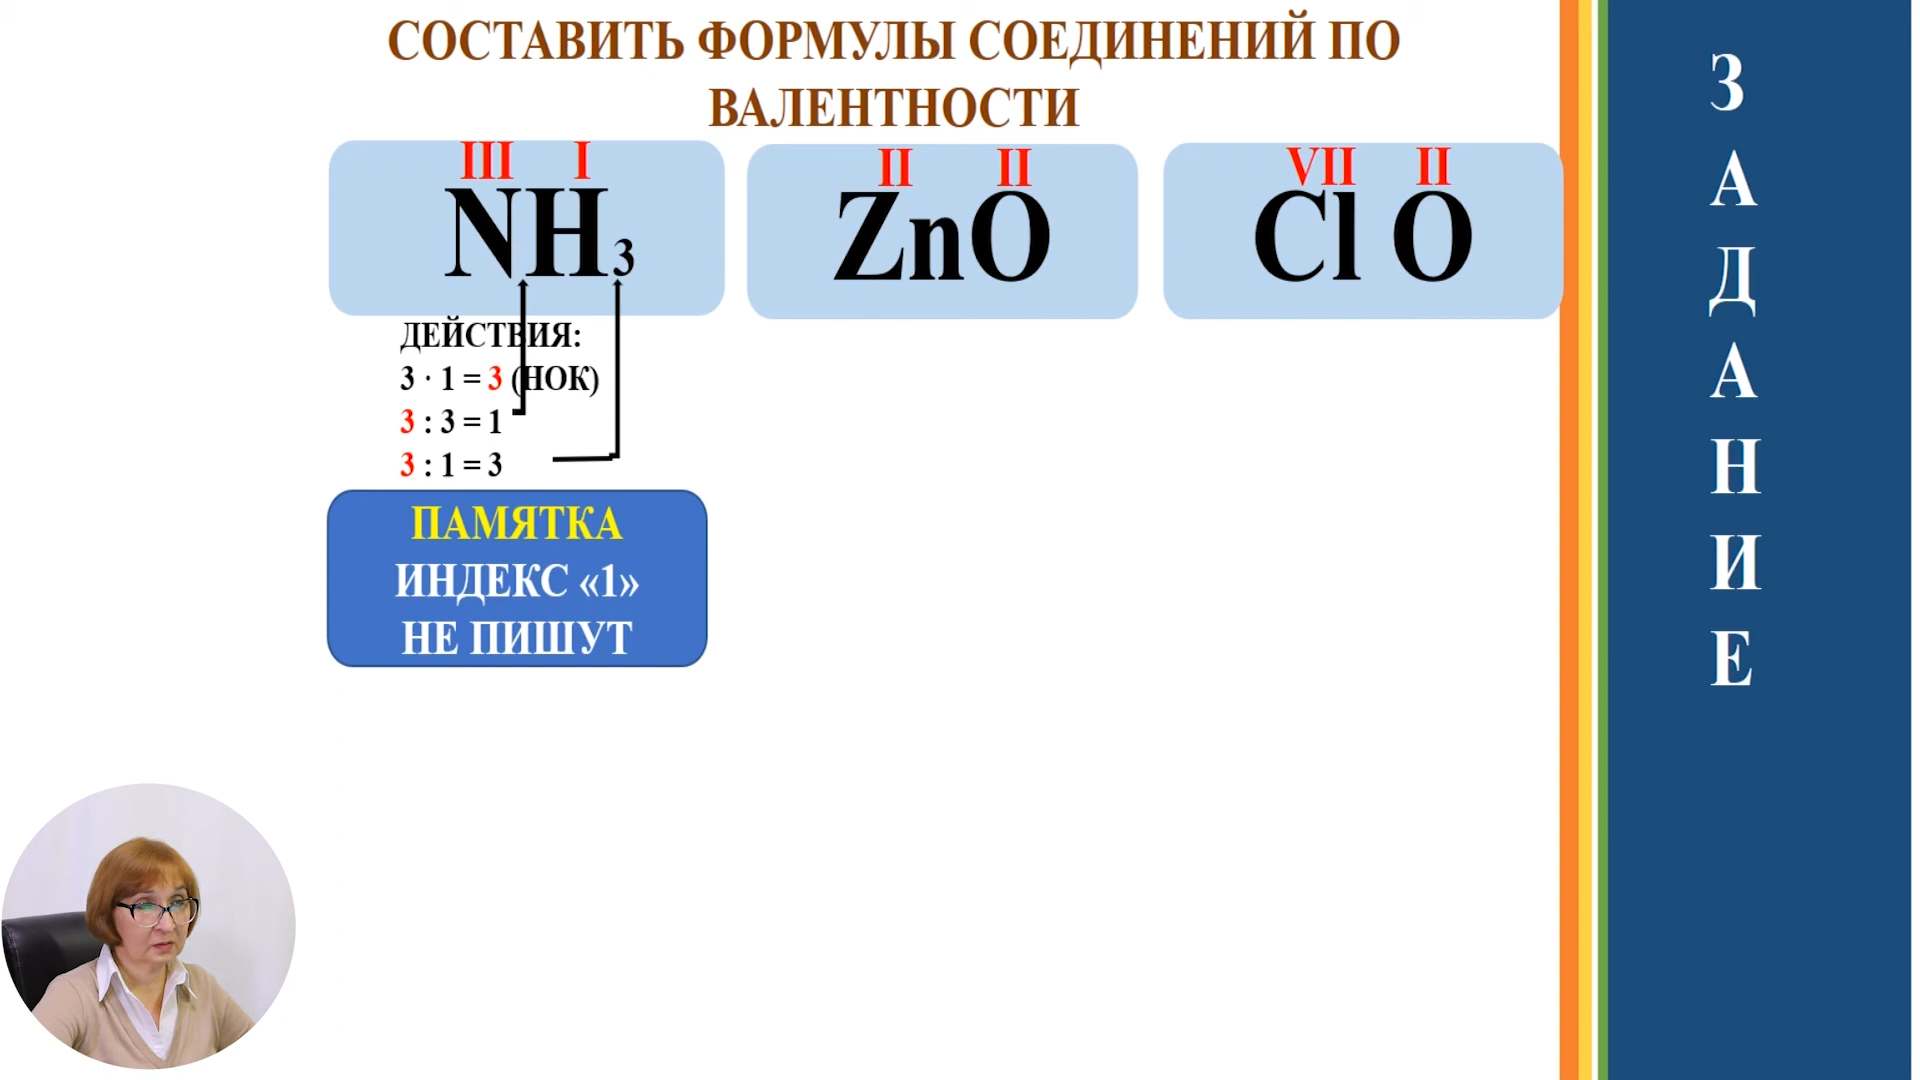 СОСТАВИТЬ ФОРМУЛЫ СОЕДИНЕНИЙ ПО
ВАЛЕНТНОСТИ
III I
NH3
II II
ZnO
VII II
Cl O
ДЕЙСТВИЯ:
3 · 1 = 3 (НОК)
3 : 3 = 1
3 : 1 = 3
ПАМЯТКА
ИНДЕКС «1»
НЕ ПИШУТ
З
А
Д
А
Н
И
Е